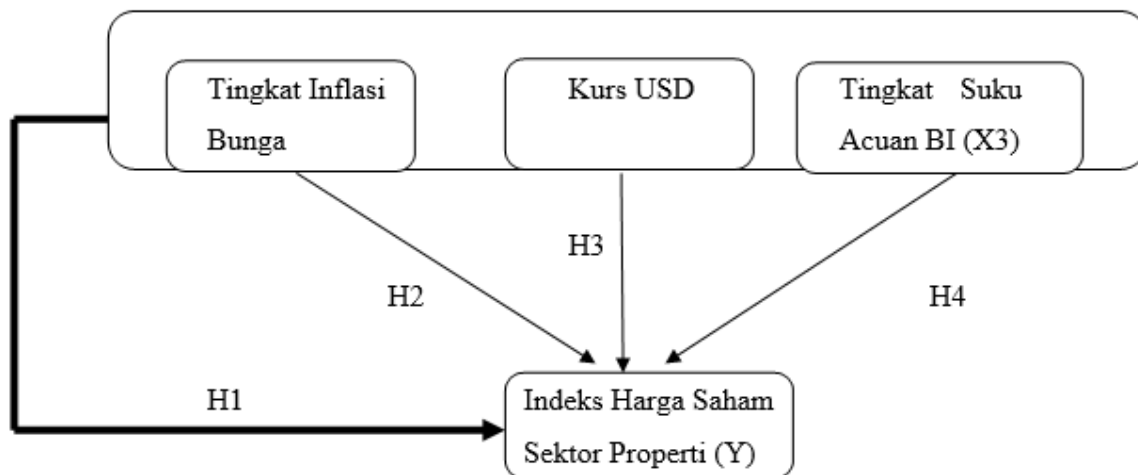 Tingkat Inflasi
Bunga
Kurs USD
Tingkat Suku
Acuan BI (X3)
H3
H2
H4
H1
Indeks Harga Saham
Sektor Properti (Y)